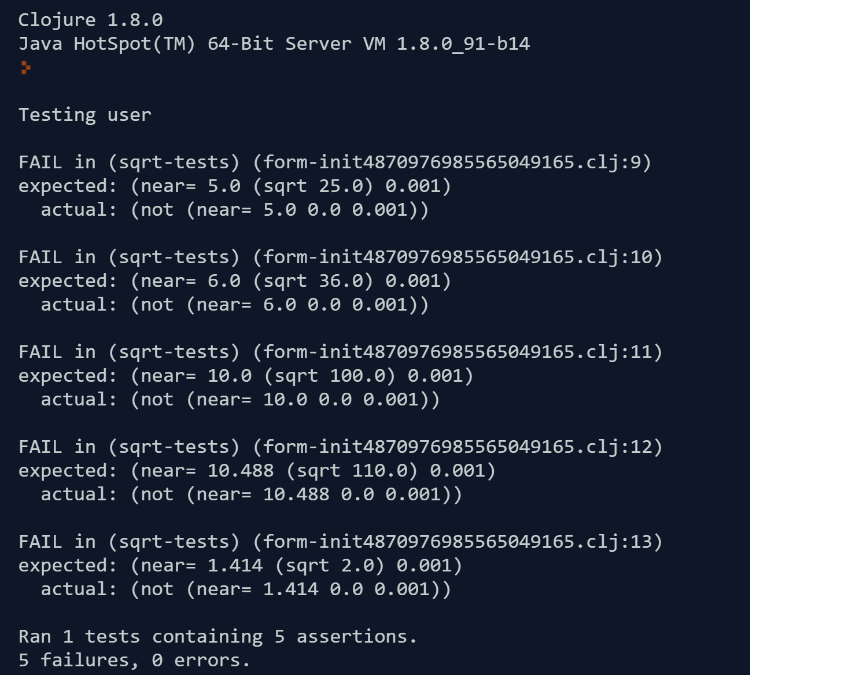 Clojure 1.8.0
Java HotSpot(TM) 64-Bit Server VM 1.8.0_91-b14
>
Testing user
FAIL in (sqrt-tests) (form-init4870976985565049165.clj:9)
expected: (near= 5.0 (sqrt 25.0) 0.001)
  actual: (not (near= 5.0 0.0 0.001))
FAIL in (sqrt-tests) (form-init4870976985565049165.clj:10)
expected: (near= 6.0 (sqrt 36.0) 0.001)
  actual: (not (near= 6.0 0.0 0.001))
FAIL in (sqrt-tests) (form-init4870976985565049165.clj:11)
expected: (near= 10.0 (sqrt 100.0) 0.001)
  actual: (not (near= 10.0 0.0 0.001))
FAIL in (sqrt-tests) (form-init4870976985565049165.clj:12)
expected: (near= 10.488 (sqrt 110.0) 0.001)
  actual: (not (near= 10.488 0.0 0.001))
FAIL in (sqrt-tests) (form-init4870976985565049165.clj:13)
expected: (near= 1.414 (sqrt 2.0) 0.001)
  actual: (not (near= 1.414 0.0 0.001))
Ran 1 tests containing 5 assertions.
5 failures, 0 errors.